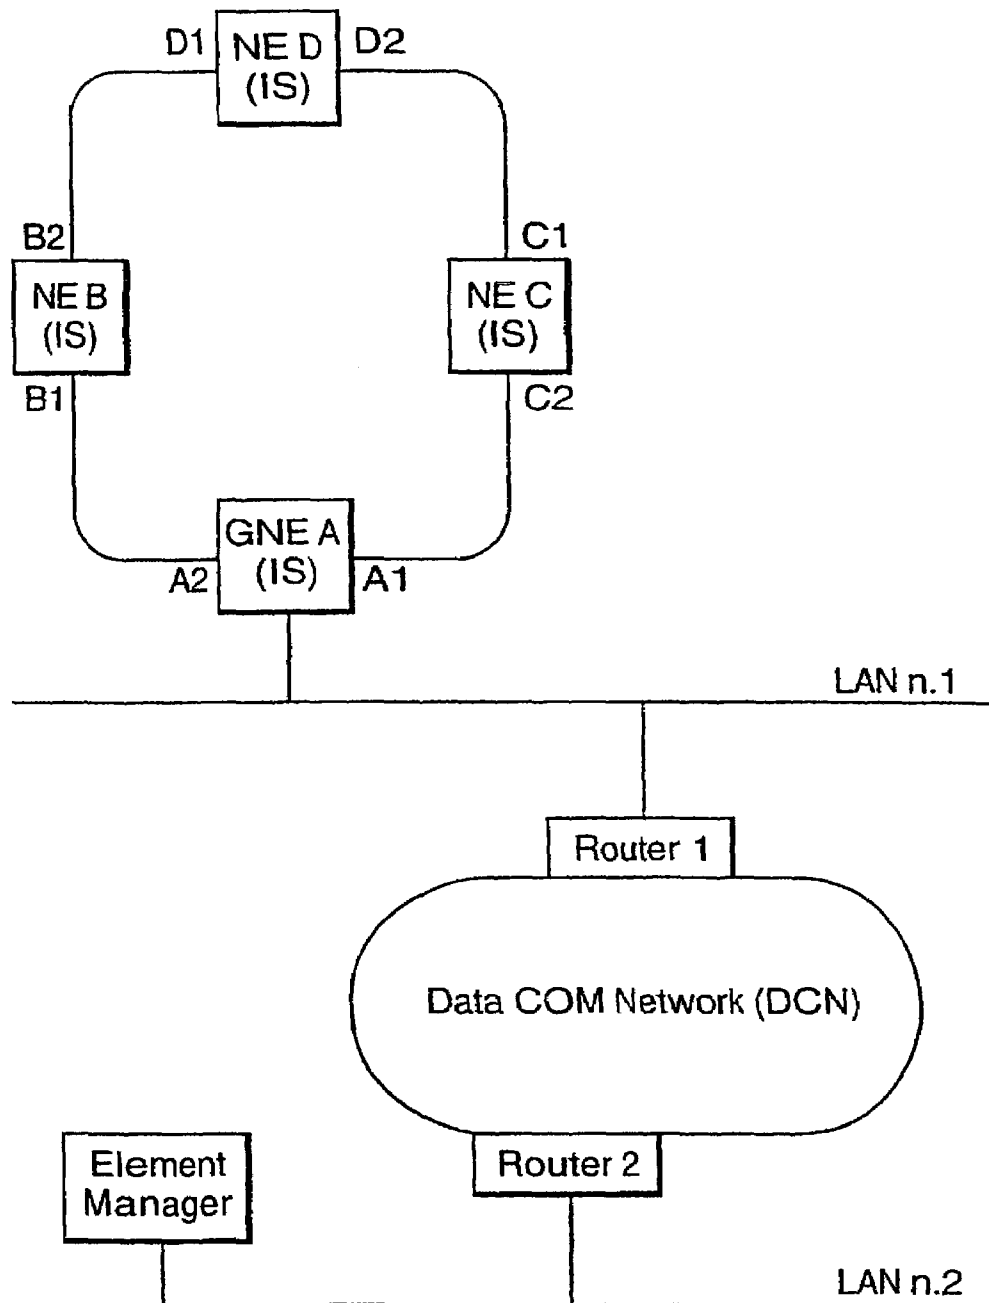 D1
NE D
(IS)
D2
B2
NE B
(IS)
B1
C1
NE C
(IS)
C2
GNE A
(IS)
A2
A1
LAN n.1
Router 1
Data COM Network (DCN)
Router 2
Element
Manager
LAN n.2